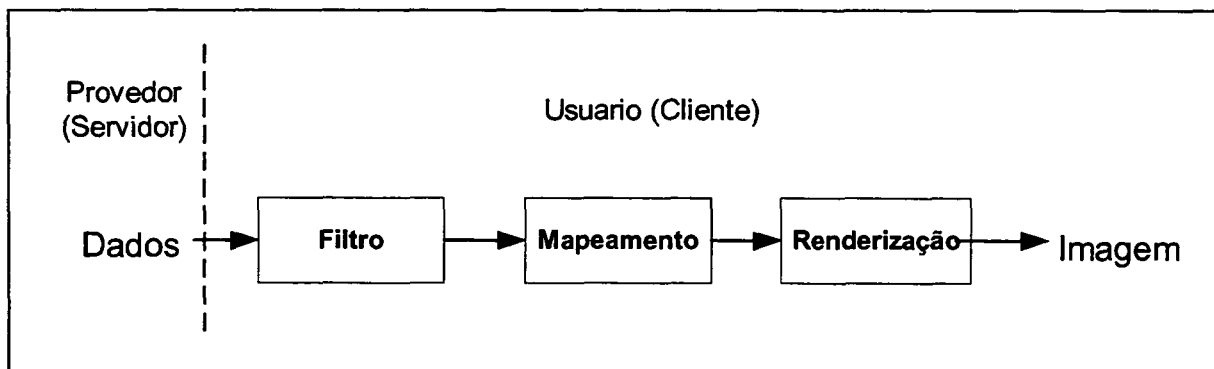 Provedor
(Servidor)
Usuario (Cliente)
Dados
Filtro
Mapeamento
Renderização
Imagem